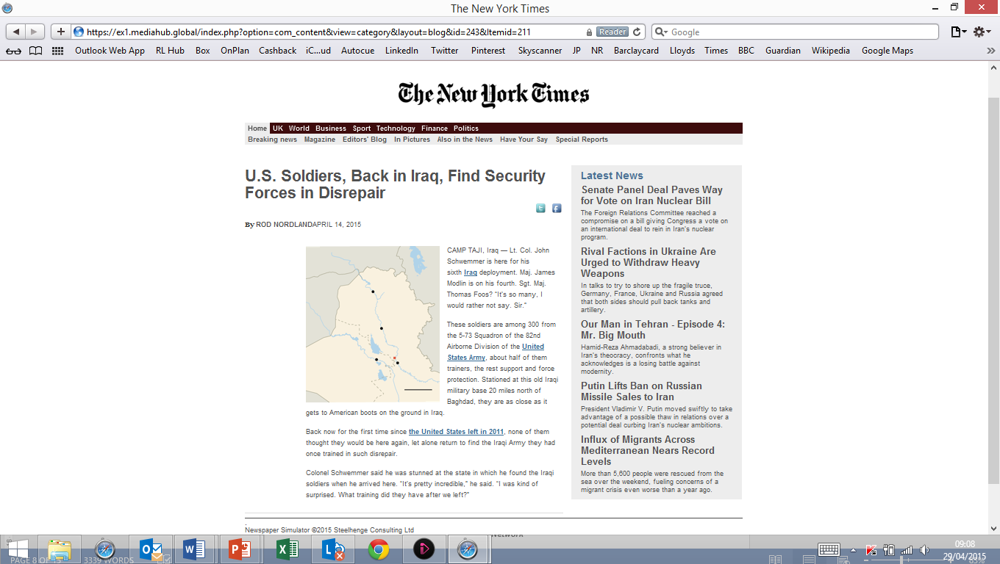 The New York Times
https://ex1.mediahub.global/index.php?option=com_content&view=category&layout=blog&id=243&Itemid=211
Reader
Google
Outlook Web App RL Hub Box OnPlan Cashback iC...ud Autocue LinkedIn Twitter Pinterest Skyscanner JP NR Barclaycard Lloyds Times BBC Guardian Wikipedia Google Maps
The New York Times
Home UK World Business Sport Technology Finance Politics
Breaking news Magazine Editors' Blog In Pictures Also in the News Have Your Say Special Reports
U.S. Soldiers, Back in Iraq, Find Security
Forces in Disrepair
By ROD NORDLANDAPRIL 14, 2015
CAMP TAJI, Iraq — Lt. Col. John
Schwemmer is here for his
sixth Iraq deployment. Maj. James
Modlin is on his fourth. Sgt. Maj.
Thomas Foos? “It's so many, I
would rather not say. Sir.”
These soldiers are among 300 from
the 5-73 Squadron of the 82nd
Airborne Division of the United
States Army, about half of them
trainers, the rest support and force
protection. Stationed at this old Iraqi
military base 20 miles north of
Baghdad, they are as close as it
gets to American boots on the ground in Iraq.
Back now for the first time since the United States left in 2011, none of them
thought they would be here again, let alone return to find the Iraqi Army they had
once trained in such disrepair.
Colonel Schwemmer said he was stunned at the state in which he found the Iraqi
soldiers when he arrived here. “It's pretty incredible,” he said. “I was kind of
surprised. What training did they have after we left?”
Latest News
Senate Panel Deal Paves Way
for Vote on Iran Nuclear Bill
The Foreign Relations Committee reached a
compromise on a bill giving Congress a vote on
an international deal to rein in Iran's nuclear
program.
Rival Factions in Ukraine Are
Urged to Withdraw Heavy
Weapons
In talks to try to shore up the fragile truce,
Germany, France, Ukraine and Russia agreed
that both sides should pull back tanks and
artillery.
Our Man in Tehran - Episode 4:
Mr. Big Mouth
Hamid-Reza Ahmadabadi, a strong believer in
Iran's theocracy, confronts what he
acknowledges is a losing battle against
modernity.
Putin Lifts Ban on Russian
Missile Sales to Iran
President Vladimir V. Putin moved swiftly to take
advantage of a possible thaw in relations over a
potential deal curbing Iran's nuclear ambitions.
Influx of Migrants Across
Mediterranean Nears Record
Levels
More than 5,600 people were rescued from the
sea over the weekend, fueling concerns of a
migrant crisis even worse than a year ago.
Newspaper Simulator ©2015 Steelhenge Consulting Ltd
PAGE 8 OF 3339 WORDS
09:08
29/04/2015